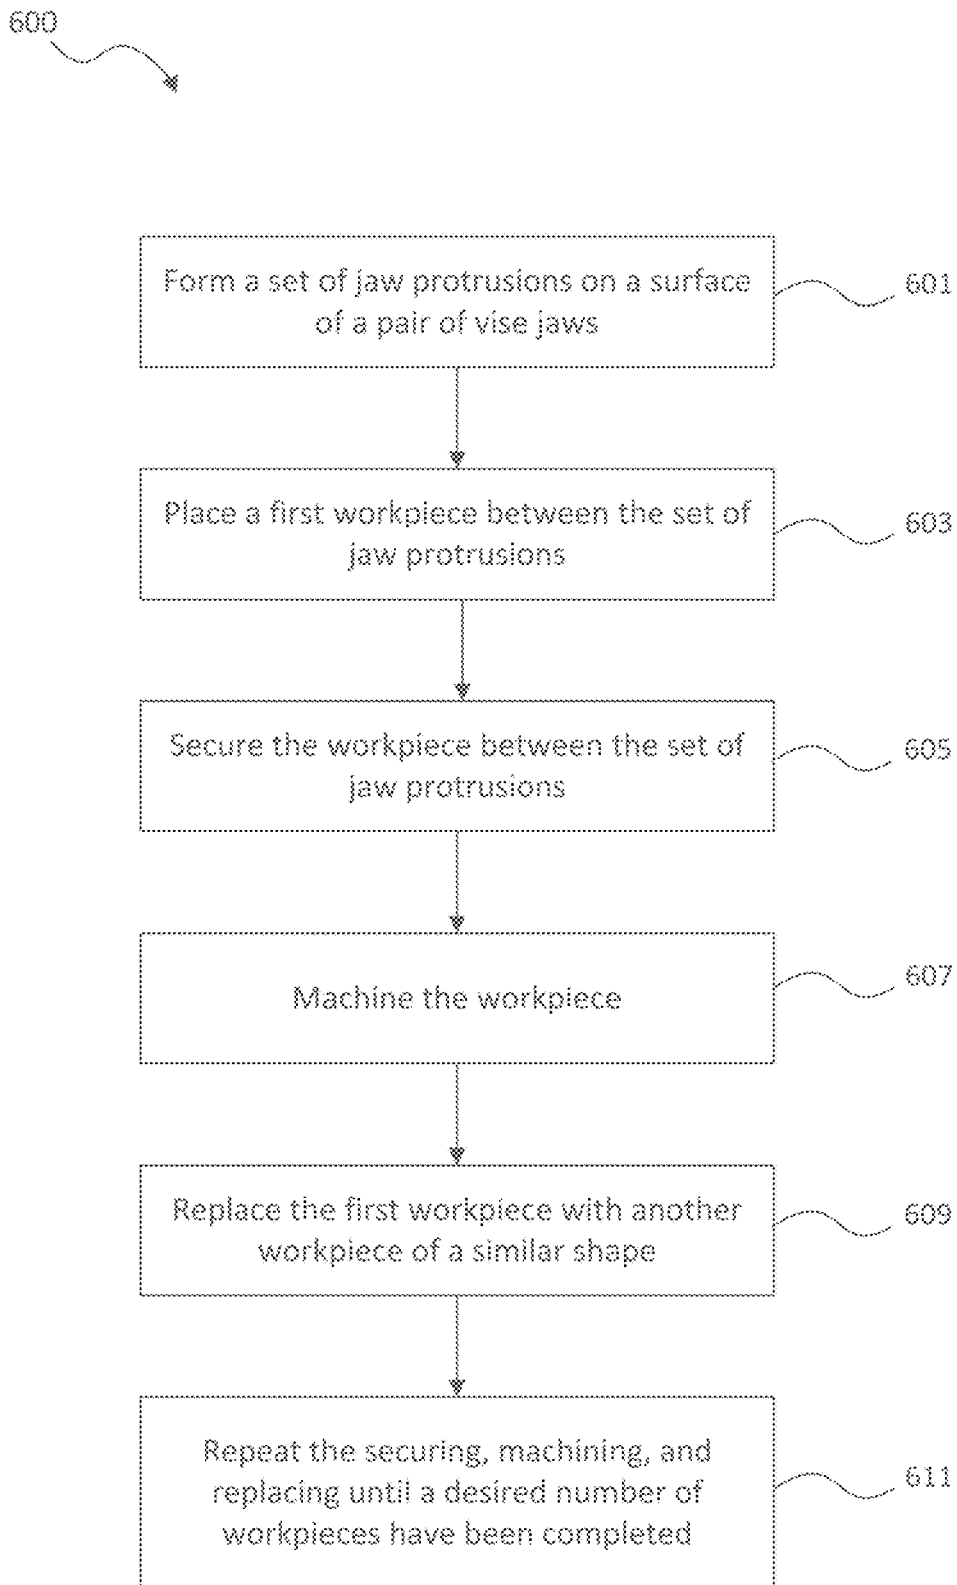 600
Form a set of jaw protrusions on a surface
of a pair of vise jaws
601
Place a first workpiece between the set of
jaw protrusions
603
Secure the workpiece between the set of
jaw protrusions
605
Machine the workpiece
607
Replace the first workpiece with another
workpiece of a similar shape
609
Repeat the securing, machining, and
replacing until a desired number of
workpieces have been completed
611